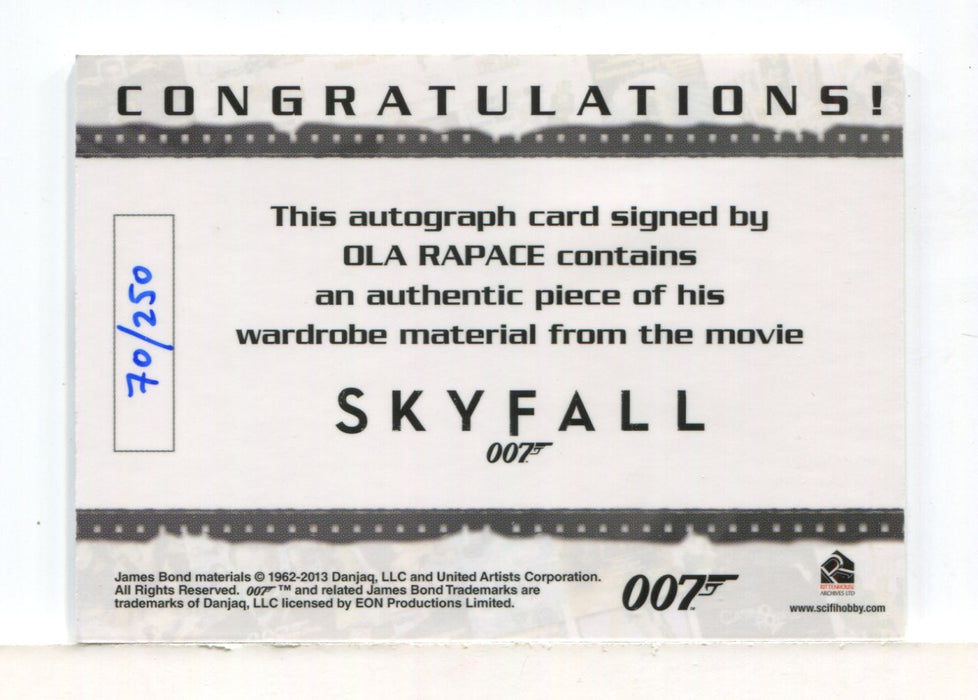 CONGRATULATIONS!
70/250
This autograph card signed by
OLA RAPACE contains
an authentic piece of his
wardrobe material from the movie
SKYFALL
007
James Bond materials © 1962-2013 Danjaq, LLC and United Artists Corporation.
All Rights Reserved. 007 ™ and related James Bond Trademarks are
trademarks of Danjaq, LLC licensed by EON Productions Limited.
007
RITTENHOUSE
ARCHIVES LTD
www.scifihobby.com